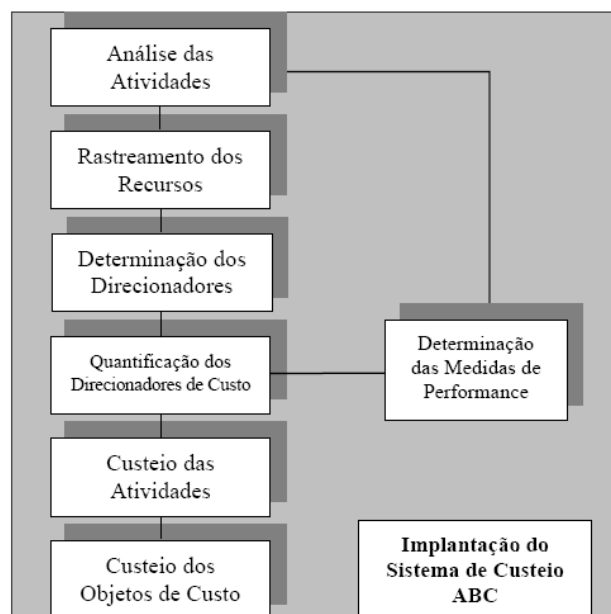 Análise das
Atividades
Rastreamento dos
Recursos
Determinação dos
Direcionadores
Quantificação dos
Direcionadores de Custo
Determinação
das Medidas de
Performance
Custeio das
Atividades
Custeio dos
Objetos de Custo
Implantação do
Sistema de Custeio
ABC